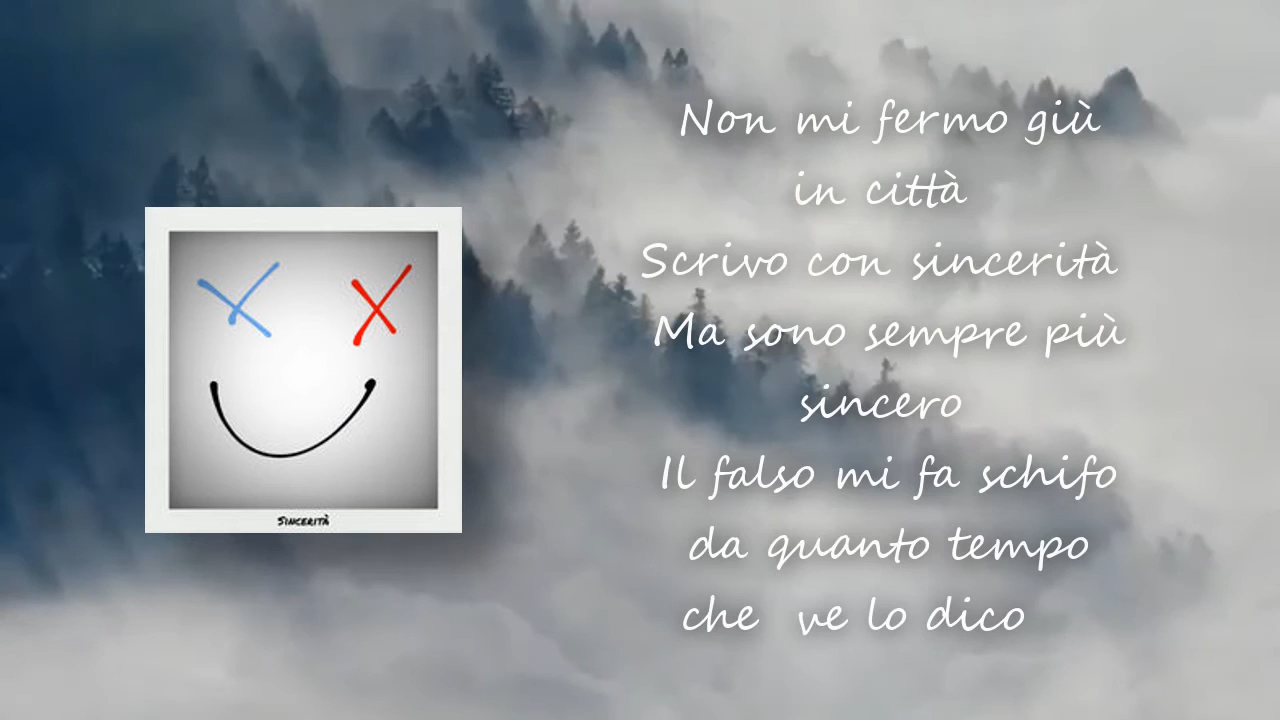 Non mi fermo giù
in città
Scrivo con sincerità
Ma sono sempre più
sincero
Il falso mi fa schifo
da quanto tempo
che ve lo dico
SINCERITÀ